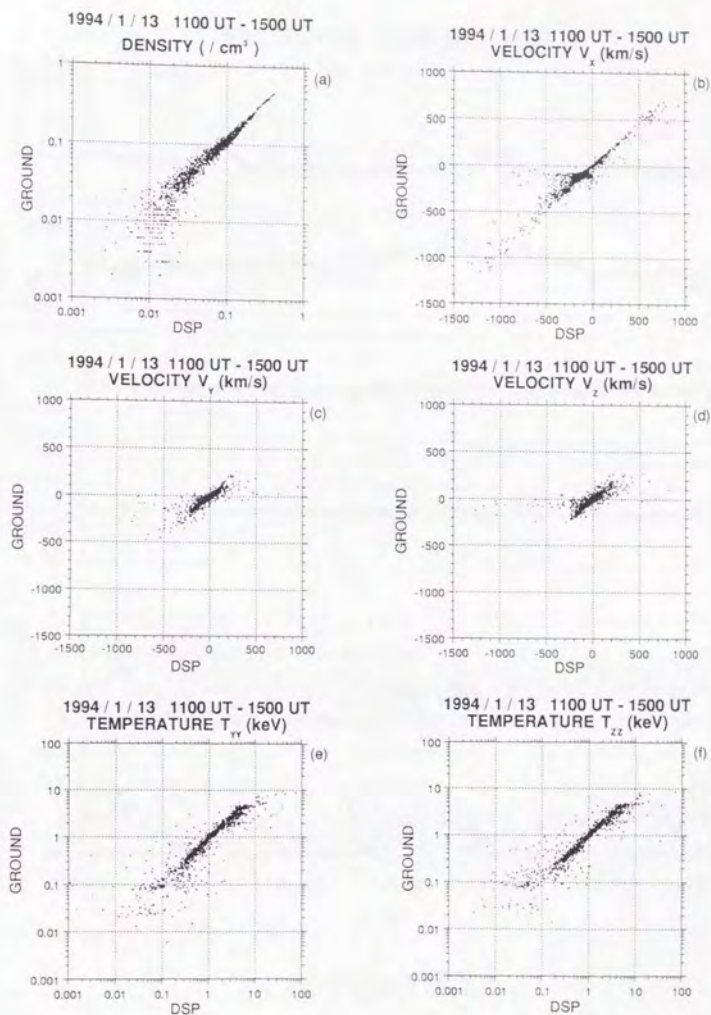 1994 / 1 / 13 1100 UT - 1500 UT
DENSITY ( / cm³ )
(a)
1
0.1
0.01
0.001
GROUND
0.001 0.01 0.1 1
DSP
1994 / 1 / 13 1100 UT - 1500 UT
VELOCITY Vx (km/s)
(b)
1000
500
0
-500
-1000
-1500
GROUND
-1500 -1000 -500 0 500 1000
DSP
1994 / 1 / 13 1100 UT - 1500 UT
VELOCITY VY (km/s)
(c)
1000
500
0
-500
-1000
-1500
GROUND
-1500 -1000 -500 0 500 1000
DSP
1994 / 1 / 13 1100 UT - 1500 UT
VELOCITY Vz (km/s)
(d)
1000
500
0
-500
-1000
-1500
GROUND
-1500 -1000 -500 0 500 1000
DSP
1994 / 1 / 13 1100 UT - 1500 UT
TEMPERATURE TYY (keV)
(e)
100
10
1
0.1
0.01
0.001
GROUND
0.001 0.01 0.1 1 10 100
DSP
1994 / 1 / 13 1100 UT - 1500 UT
TEMPERATURE TZZ (keV)
(f)
100
10
1
0.1
0.01
0.001
GROUND
0.001 0.01 0.1 1 10 100
DSP